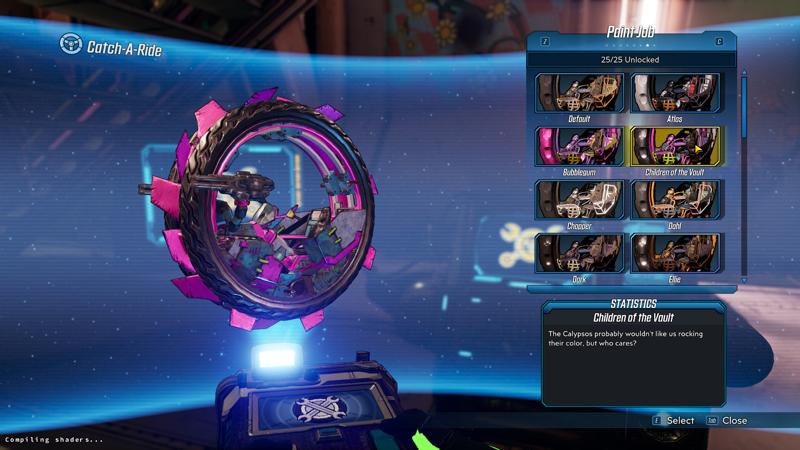 Catch-A-Ride
Paint Job
25/25 Unlocked
Default
Atlas
Bubblegum
Children of the Vault
Chopper
Dahl
Dark
Ellie
STATISTICS
Children of the Vault
The Calypsos probably wouldn't like us rocking
their color, but who cares?
E Select
Tab Close
Compiling shaders...